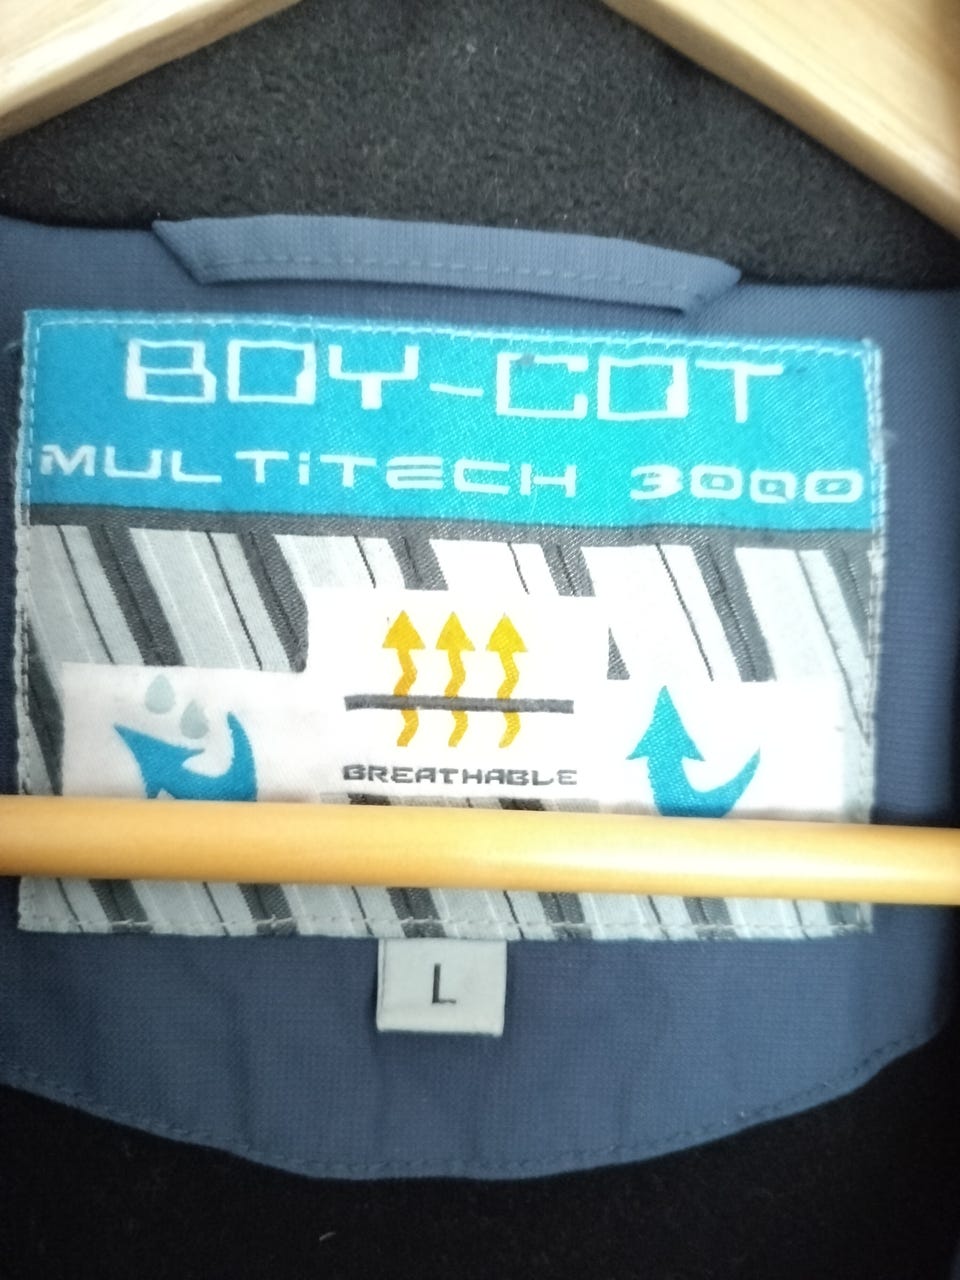 BOY-COT
MULTiTECH 3000
BREATHABLE
L